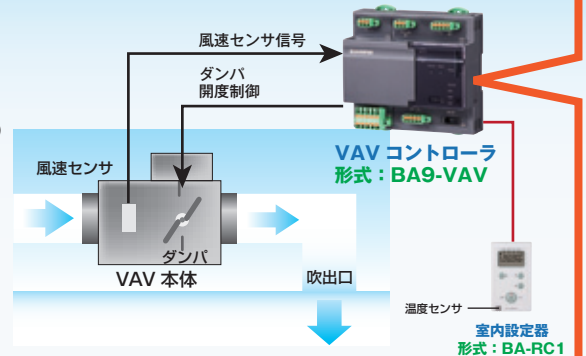 風速センサ信号
ダンパ
開度制御
VAV コントローラ
形式：BA9-VAV
風速センサ
ダンパ
VAV 本体
吹出口
温度センサ
室内設定器
形式：BA-RC1